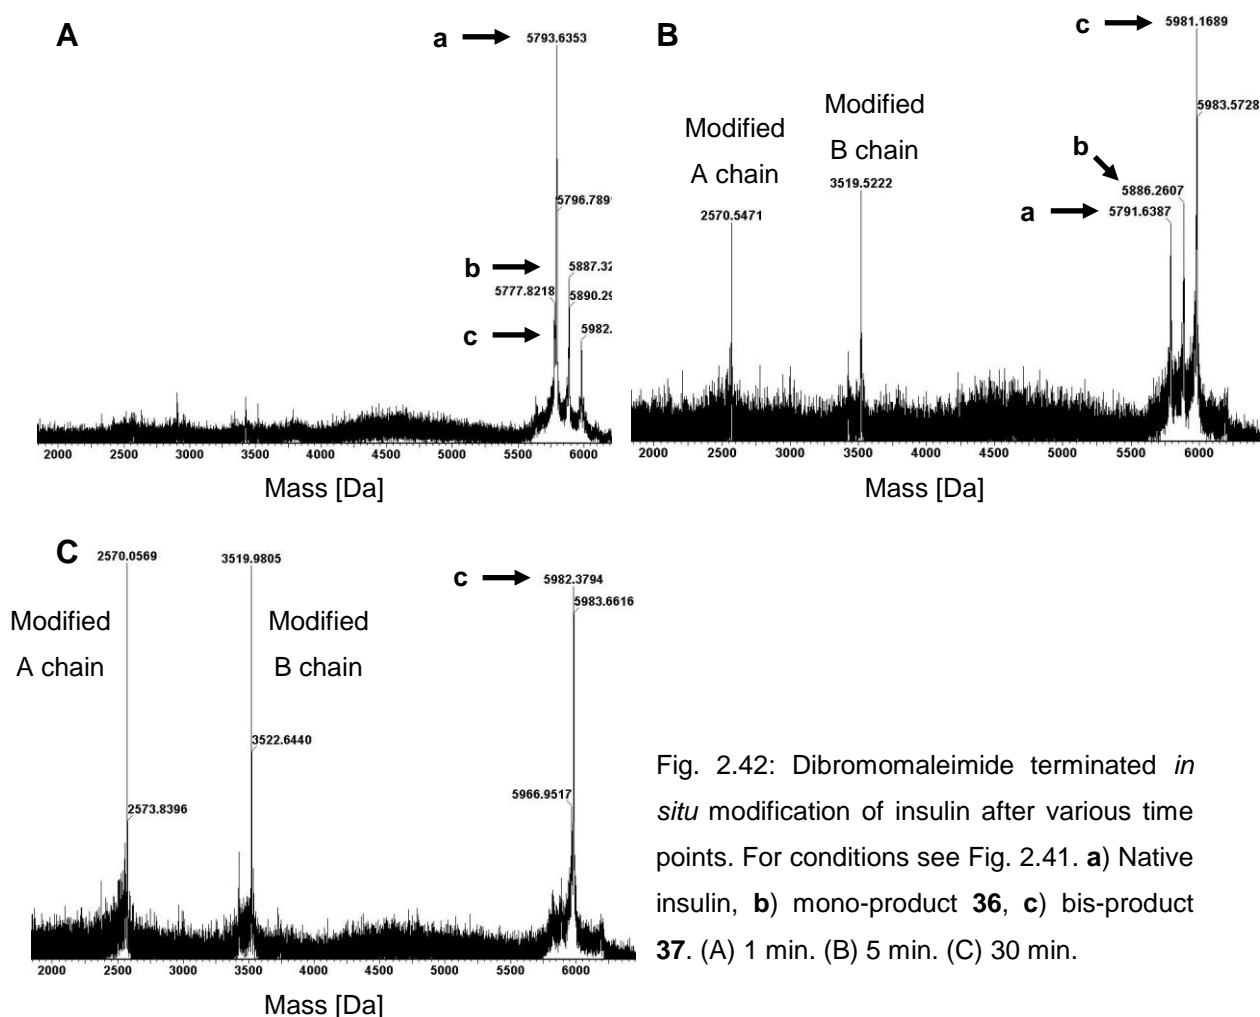 A
a
5793.6353
5796.789
b
5887.32
5777.8218
5890.29
c
5982.
2000 2500 3000 3500 4000 4500 5000 5500 6000
Mass [Da]
B
c
5981.1689
5983.5728
Modified
A chain
Modified
B chain
b
3519.5222
5886.2607
2570.5471
a
5791.6387
2000 2500 3000 3500 4000 4500 5000 5500 6000
Mass [Da]
C
2570.0569
3519.9805
c
5982.3794
5983.6616
Modified
A chain
Modified
B chain
3522.6440
2573.8396
5966.9517
2000 2500 3000 3500 4000 4500 5000 5500 6000
Mass [Da]
Fig. 2.42: Dibromomaleimide terminated in
situ modification of insulin after various time
points. For conditions see Fig. 2.41. a) Native
insulin, b) mono-product 36, c) bis-product
37. (A) 1 min. (B) 5 min. (C) 30 min.